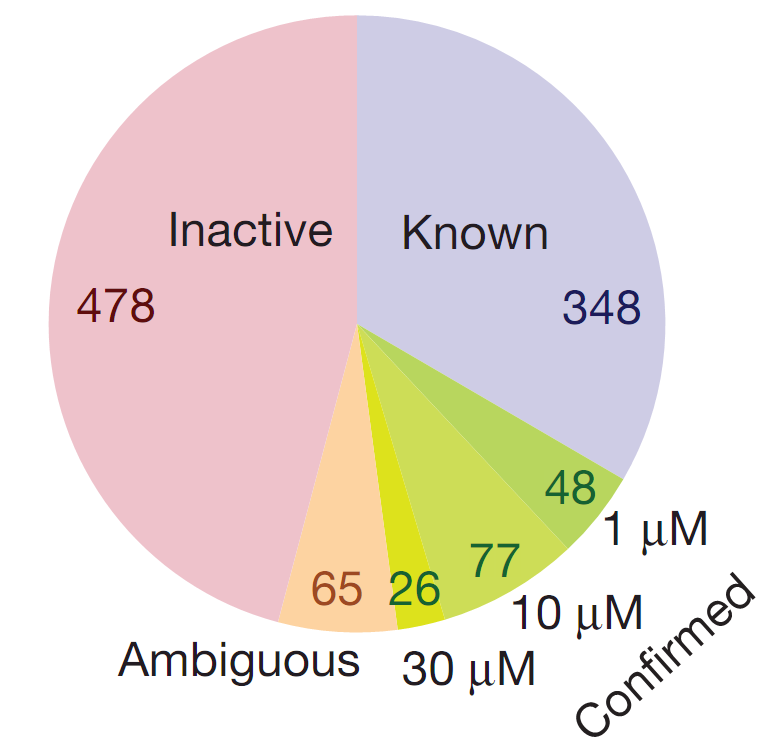 Inactive
Known
478
348
48
1 μM
77
10 μM
26
30 μM
65
Ambiguous
Confirmed